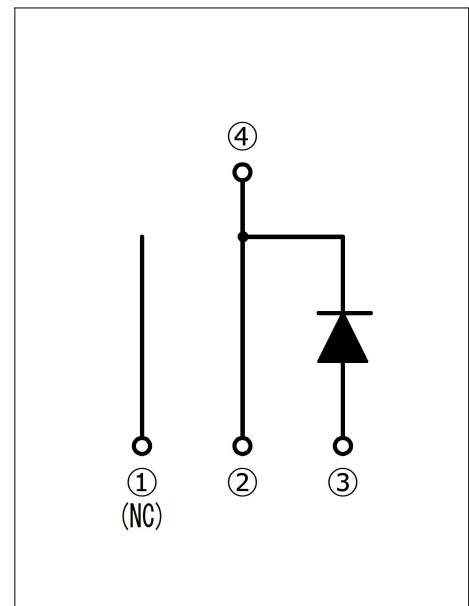 ④
① ② ③
(NC)